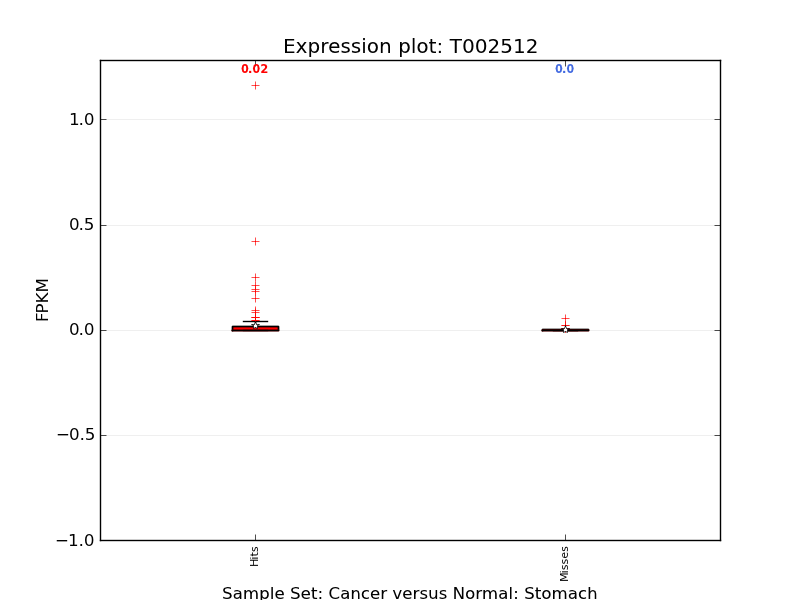 Expression plot: T002512
0.02
0.0
1.0
0.5
0.0
−0.5
−1.0
FPKM
Hits
Misses
Sample Set: Cancer versus Normal: Stomach